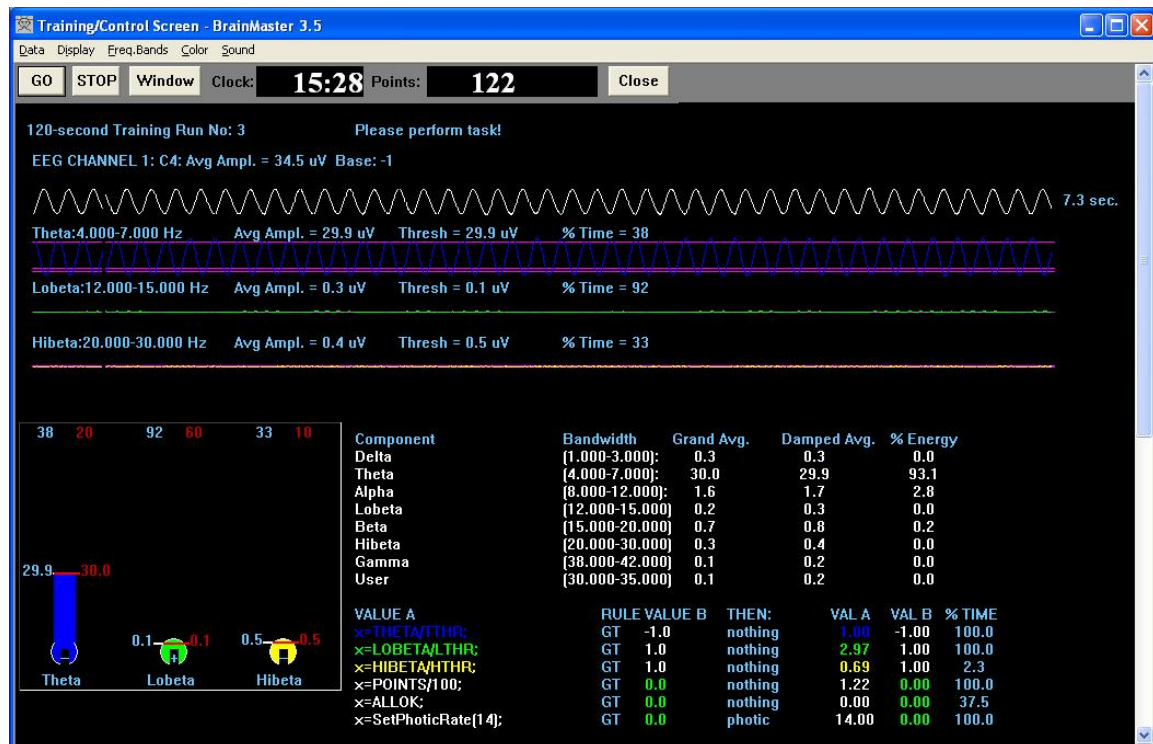 Training/Control Screen - BrainMaster 3.5
Data Display Freq.Bands Color Sound
GO STOP Window Clock: 15:28 Points: 122 Close
120-second Training Run No: 3 Please perform task!
EEG CHANNEL 1: C4: Avg Ampl. = 34.5 uV Base: -1
7.3 sec.
Theta:4.000-7.000 Hz Avg Ampl. = 29.9 uV Thresh = 29.9 uV % Time = 38
Lobeta:12.000-15.000 Hz Avg Ampl. = 0.3 uV Thresh = 0.1 uV % Time = 92
Hibeta:20.000-30.000 Hz Avg Ampl. = 0.4 uV Thresh = 0.5 uV % Time = 33
38 20 92 60 33 10
29.9 30.0
0.1 0.1 0.5 0.5
Theta Lobeta Hibeta
Component Bandwidth Grand Avg. Damped Avg. % Energy
Delta (1.000-3.000): 0.3 0.3 0.0
Theta (4.000-7.000): 30.0 29.9 93.1
Alpha (8.000-12.000): 1.6 1.7 2.8
Lobeta (12.000-15.000) 0.2 0.3 0.0
Beta (15.000-20.000) 0.7 0.8 0.2
Hibeta (20.000-30.000) 0.3 0.4 0.0
Gamma (38.000-42.000) 0.1 0.2 0.0
User (30.000-35.000) 0.1 0.2 0.0
VALUE A RULE VALUE B THEN: VAL A VAL B % TIME
x=THETA/TTHR; GT -1.0 nothing 1.00 -1.00 100.0
x=LOBETA/LTHR; GT 1.0 nothing 2.97 1.00 100.0
x=HIBETA/HTHR; GT 1.0 nothing 0.69 1.00 2.3
x=POINTS/100; GT 0.0 nothing 1.22 0.00 100.0
x=ALLOK; GT 0.0 nothing 0.00 0.00 37.5
x=SetPhoticRate(14); GT 0.0 photic 14.00 0.00 100.0